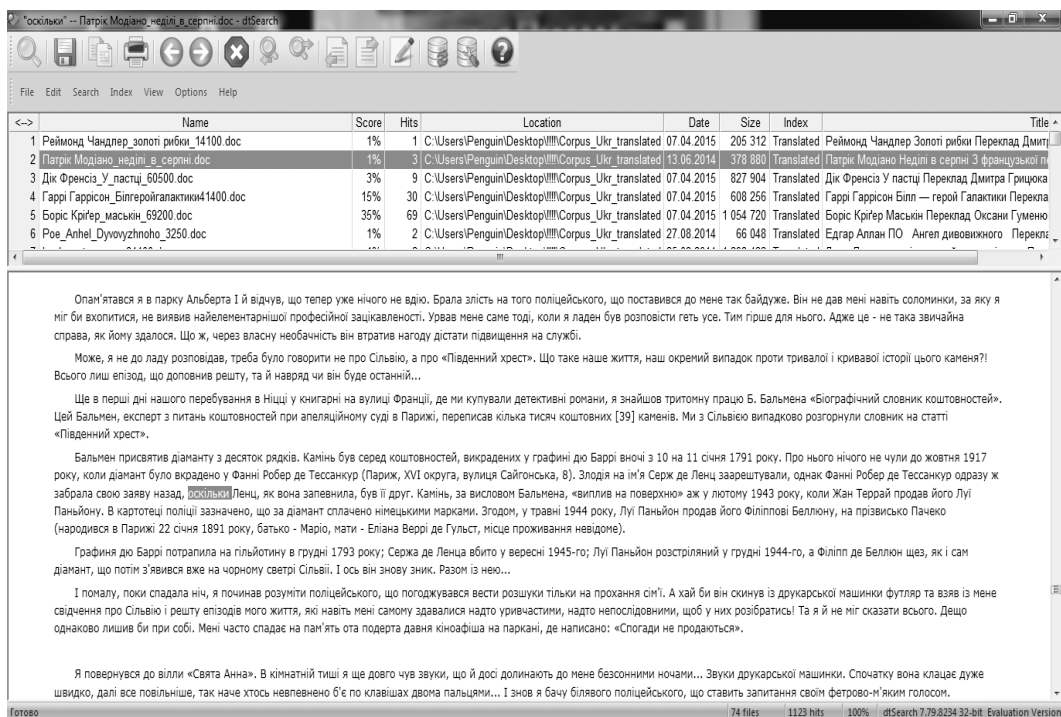 "оскільки" -- Патрік Модіано_неділі_в_серпні.doc - dtSearch
File Edit Search Index View Options Help
<--> Name Score Hits Location Date Size Index Title
1 Реймонд Чандлер_золоті рибки_14100.doc 1% 1 C:\Users\Penguin\Desktop\!!!!\Corpus_Ukr_translated 07.04.2015 205 312 Translated Реймонд Чандлер Золоті рибки Переклад Дмит
2 Патрік Модіано_неділі_в_серпні.doc 1% 3 C:\Users\Penguin\Desktop\!!!!\Corpus_Ukr_translated 13.06.2014 378 880 Translated Патрік Модіано Неділі в серпні З французької
3 Дік Френсіз_У_пастці_60500.doc 3% 9 C:\Users\Penguin\Desktop\!!!!\Corpus_Ukr_translated 07.04.2015 827 904 Translated Дік Френсіз У пастці Переклад Дмитра Грицюка
4 Гаррі Гаррісон_Білгеройгалактики41400.doc 15% 30 C:\Users\Penguin\Desktop\!!!!\Corpus_Ukr_translated 07.04.2015 608 256 Translated Гаррі Гаррісон Білл — герой Галактики Перекла
5 Боріс Кріґер_маськін_69200.doc 35% 69 C:\Users\Penguin\Desktop\!!!!\Corpus_Ukr_translated 07.04.2015 1 054 720 Translated Боріс Кріґер Маськін Переклад Оксани Гуменю
6 Poe_Anhel_Dyvovyzhnoho_3250.doc 1% 2 C:\Users\Penguin\Desktop\!!!!\Corpus_Ukr_translated 27.08.2014 66 048 Translated Едгар Аллан ПО Ангел дивовижного Перекла
Опам'ятався я в парку Альберта І й відчув, що тепер уже нічого не вдію. Брала злість на того поліцейського, що поставився до мене так байдуже. Він не дав мені навіть соломинки, за яку я
міг би вхопитися, не виявив найелементарнішої професійної зацікавленості. Урвав мене саме тоді, коли я ладен був розповісти геть усе. Тим гірше для нього. Адже це - не така звичайна
справа, як йому здалося. Що ж, через власну необачність він втратив нагоду дістати підвищення на службі.
Може, я не до ладу розповідав, треба було говорити не про Сільвію, а про «Південний хрест». Що таке наше життя, наш окремий випадок проти тривалої і кривавої історії цього каменя?!
Всього лиш епізод, що доповнив решту, та й навряд чи він буде останній...
Ще в перші дні нашого перебування в Ніцці у книгарні на вулиці Франції, де ми купували детективні романи, я знайшов тритомну працю Б. Бальмена «Біографічний словник коштовностей».
Цей Бальмен, експерт з питань коштовностей при апеляційному суді в Парижі, переписав кілька тисяч коштовних [39] каменів. Ми з Сільвією випадково розгорнули словник на статті
«Південний хрест».
Бальмен присвятив діаманту з десяток рядків. Камінь був серед коштовностей, викрадених у графині дю Баррі вночі з 10 на 11 січня 1791 року. Про нього нічого не чули до жовтня 1917
року, коли діамант було вкрадено у Фанні Робер де Тессанкур (Париж, XVI округа, вулиця Сайгонська, 8). Злодія на ім'я Серж де Ленц заарештували, однак Фанні Робер де Тессанкур одразу ж
забрала свою заяву назад, оскільки Ленц, як вона запевнила, був її друг. Камінь, за висловом Бальмена, «виплив на поверхню» аж у лютому 1943 року, коли Жан Террай продав його Луї
Паньйону. В картотеці поліції зазначено, що за діамант сплачено німецькими марками. Згодом, у травні 1944 року, Луї Паньйон продав його Філіппові Беллюну, на прізвисько Пачеко
(народився в Парижі 22 січня 1891 року, батько - Маріо, мати - Еліана Веррі де Гульст, місце проживання невідоме).
Графиня дю Баррі потрапила на гільйотину в грудні 1793 року; Сержа де Ленца вбито у вересні 1945-го; Луї Паньйон розстріляний у грудні 1944-го, а Філіпп де Беллюн щез, як і сам
діамант, що потім з'явився вже на чорному светрі Сільвії. І ось він знову зник. Разом із нею...
І помалу, поки спадала ніч, я починав розуміти поліцейського, що погоджувався вести розшуки тільки на прохання сім'ї. А хай би він скинув із друкарської машинки футляр та взяв із мене
свідчення про Сільвію і решту епізодів мого життя, які навіть мені самому здавалися надто уривчастими, надто непослідовними, щоб у них розібратись! Та я й не міг сказати всього. Дещо
однаково лишив би при собі. Мені часто спадає на пам'ять ота подерта давня кіноафіша на паркані, де написано: «Спогади не продаються».
Я повернувся до вілли «Свята Анна». В кімнатній тиші я ще довго чув звуки, що й досі долинають до мене безсонними ночами... Звуки друкарської машинки. Спочатку вона клацає дуже
швидко, далі все повільніше, так наче хтось невпевнено б'є по клавішах двома пальцями... І знов я бачу білявого поліцейського, що ставить запитання своїм фетрово-м'яким голосом.
Готово 74 files 1123 hits 100% dtSearch 7.79.8234 32-bit Evaluation Version